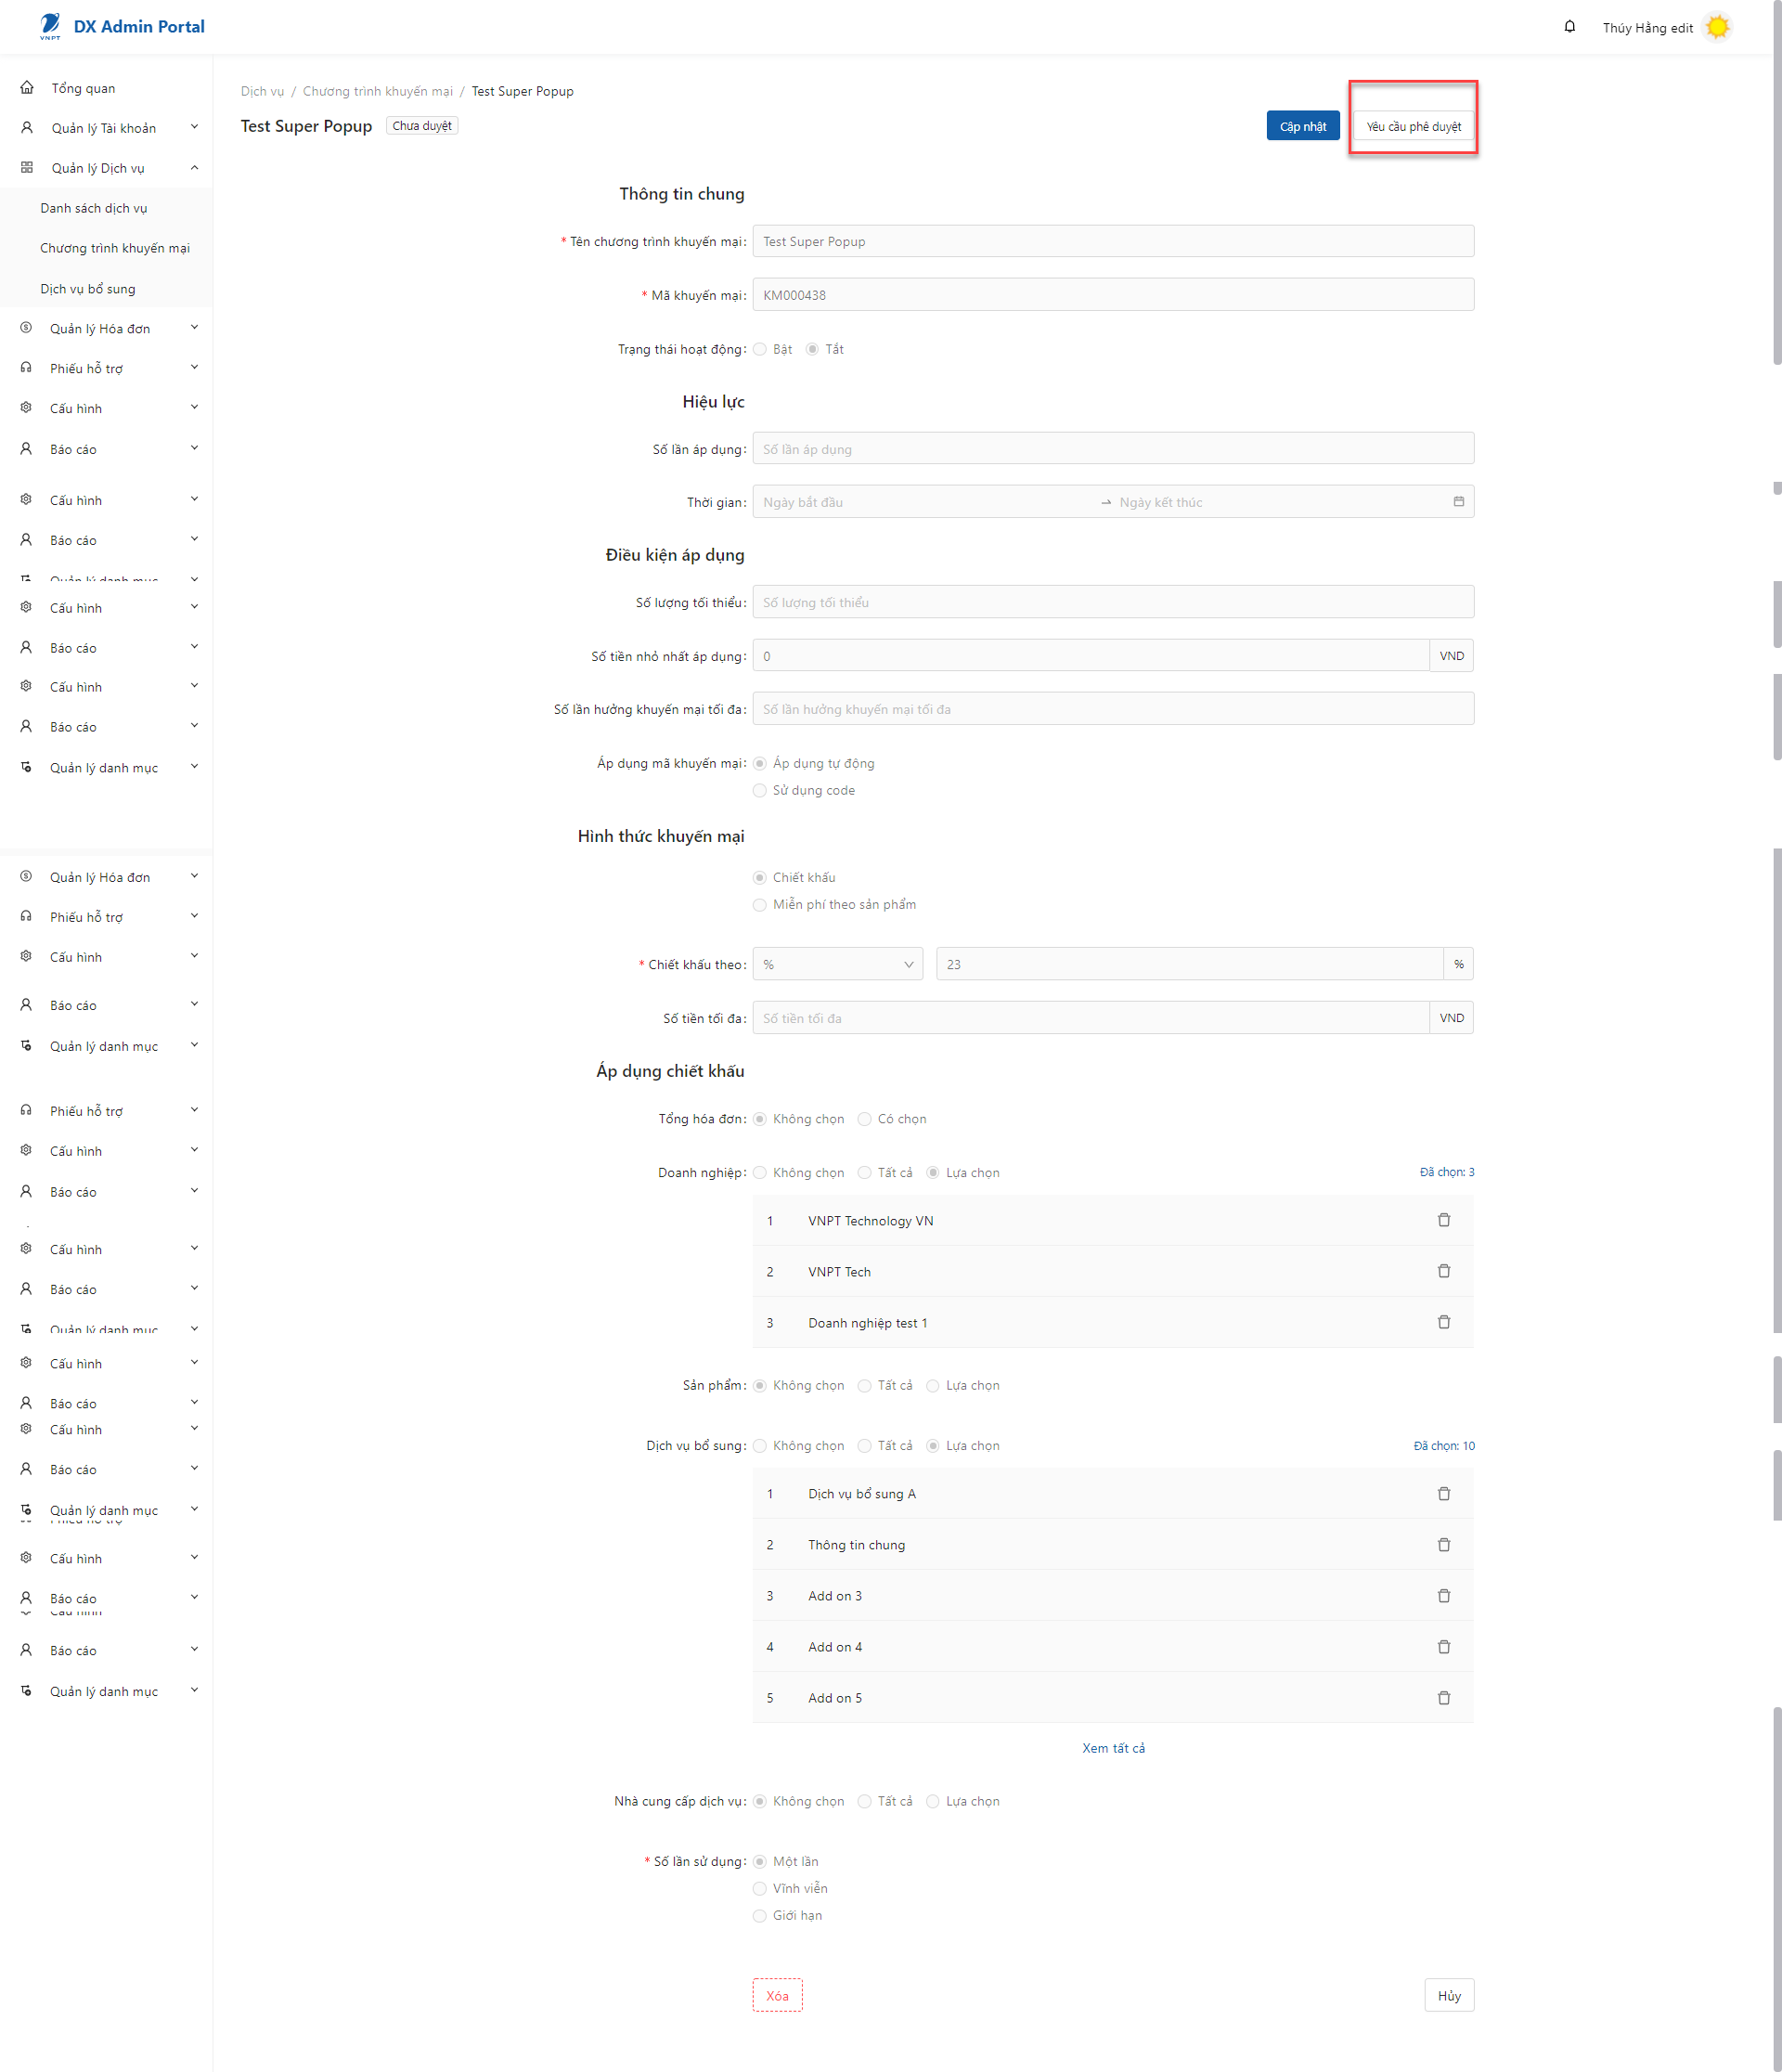 VNPT
DX Admin Portal
Thúy Hằng edit
Tổng quan
Quản lý Tài khoản
Quản lý Dịch vụ
Danh sách dịch vụ
Chương trình khuyến mại
Dịch vụ bổ sung
Quản lý Hóa đơn
Phiếu hỗ trợ
Cấu hình
Báo cáo
Cấu hình
Báo cáo
Quản lý danh mục
Cấu hình
Báo cáo
Cấu hình
Báo cáo
Quản lý danh mục
Quản lý Hóa đơn
Phiếu hỗ trợ
Cấu hình
Báo cáo
Quản lý danh mục
Phiếu hỗ trợ
Cấu hình
Báo cáo
Cấu hình
Báo cáo
Quản lý danh mục
Cấu hình
Báo cáo
Cấu hình
Báo cáo
Quản lý danh mục
Phiếu hỗ trợ
Cấu hình
Báo cáo
Cấu hình
Báo cáo
Quản lý danh mục
Dịch vụ / Chương trình khuyến mại / Test Super Popup
Test Super Popup Chưa duyệt Cập nhật Yêu cầu phê duyệt
Thông tin chung
* Tên chương trình khuyến mại: Test Super Popup
* Mã khuyến mại: KM000438
Trạng thái hoạt động: Bật Tắt
Hiệu lực
Số lần áp dụng: Số lần áp dụng
Thời gian: Ngày bắt đầu → Ngày kết thúc
Điều kiện áp dụng
Số lượng tối thiểu: Số lượng tối thiểu
Số tiền nhỏ nhất áp dụng: 0 VND
Số lần hưởng khuyến mại tối đa: Số lần hưởng khuyến mại tối đa
Áp dụng mã khuyến mại: Áp dụng tự động
Sử dụng code
Hình thức khuyến mại
Chiết khấu
Miễn phí theo sản phẩm
* Chiết khấu theo: % 23 %
Số tiền tối đa: Số tiền tối đa VND
Áp dụng chiết khấu
Tổng hóa đơn: Không chọn Có chọn
Doanh nghiệp: Không chọn Tất cả Lựa chọn Đã chọn: 3
1 VNPT Technology VN
2 VNPT Tech
3 Doanh nghiệp test 1
Sản phẩm: Không chọn Tất cả Lựa chọn
Dịch vụ bổ sung: Không chọn Tất cả Lựa chọn Đã chọn: 10
1 Dịch vụ bổ sung A
2 Thông tin chung
3 Add on 3
4 Add on 4
5 Add on 5
Xem tất cả
Nhà cung cấp dịch vụ: Không chọn Tất cả Lựa chọn
* Số lần sử dụng: Một lần
Vĩnh viễn
Giới hạn
Xóa Hủy